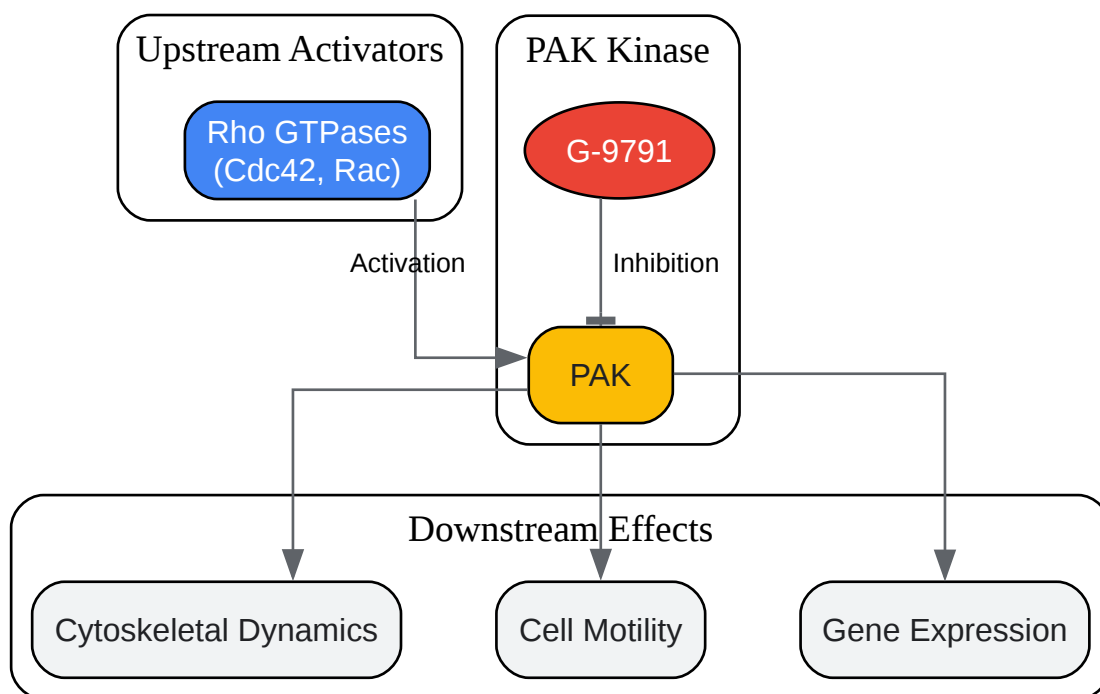 Upstream Activators
PAK Kinase
Rho GTPases
(Cdc42, Rac)
G-9791
Activation
Inhibition
PAK
Downstream Effects
Cytoskeletal Dynamics
Cell Motility
Gene Expression